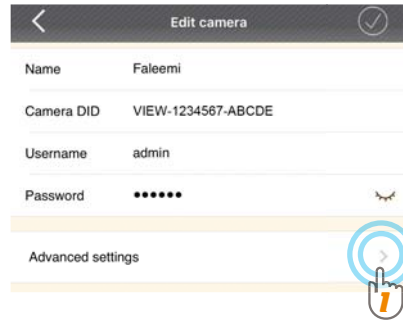 Edit camera
Name Faleemi
Camera DID VIEW-1234567-ABCDE
Username admin
Password ••••••
Advanced settings
1